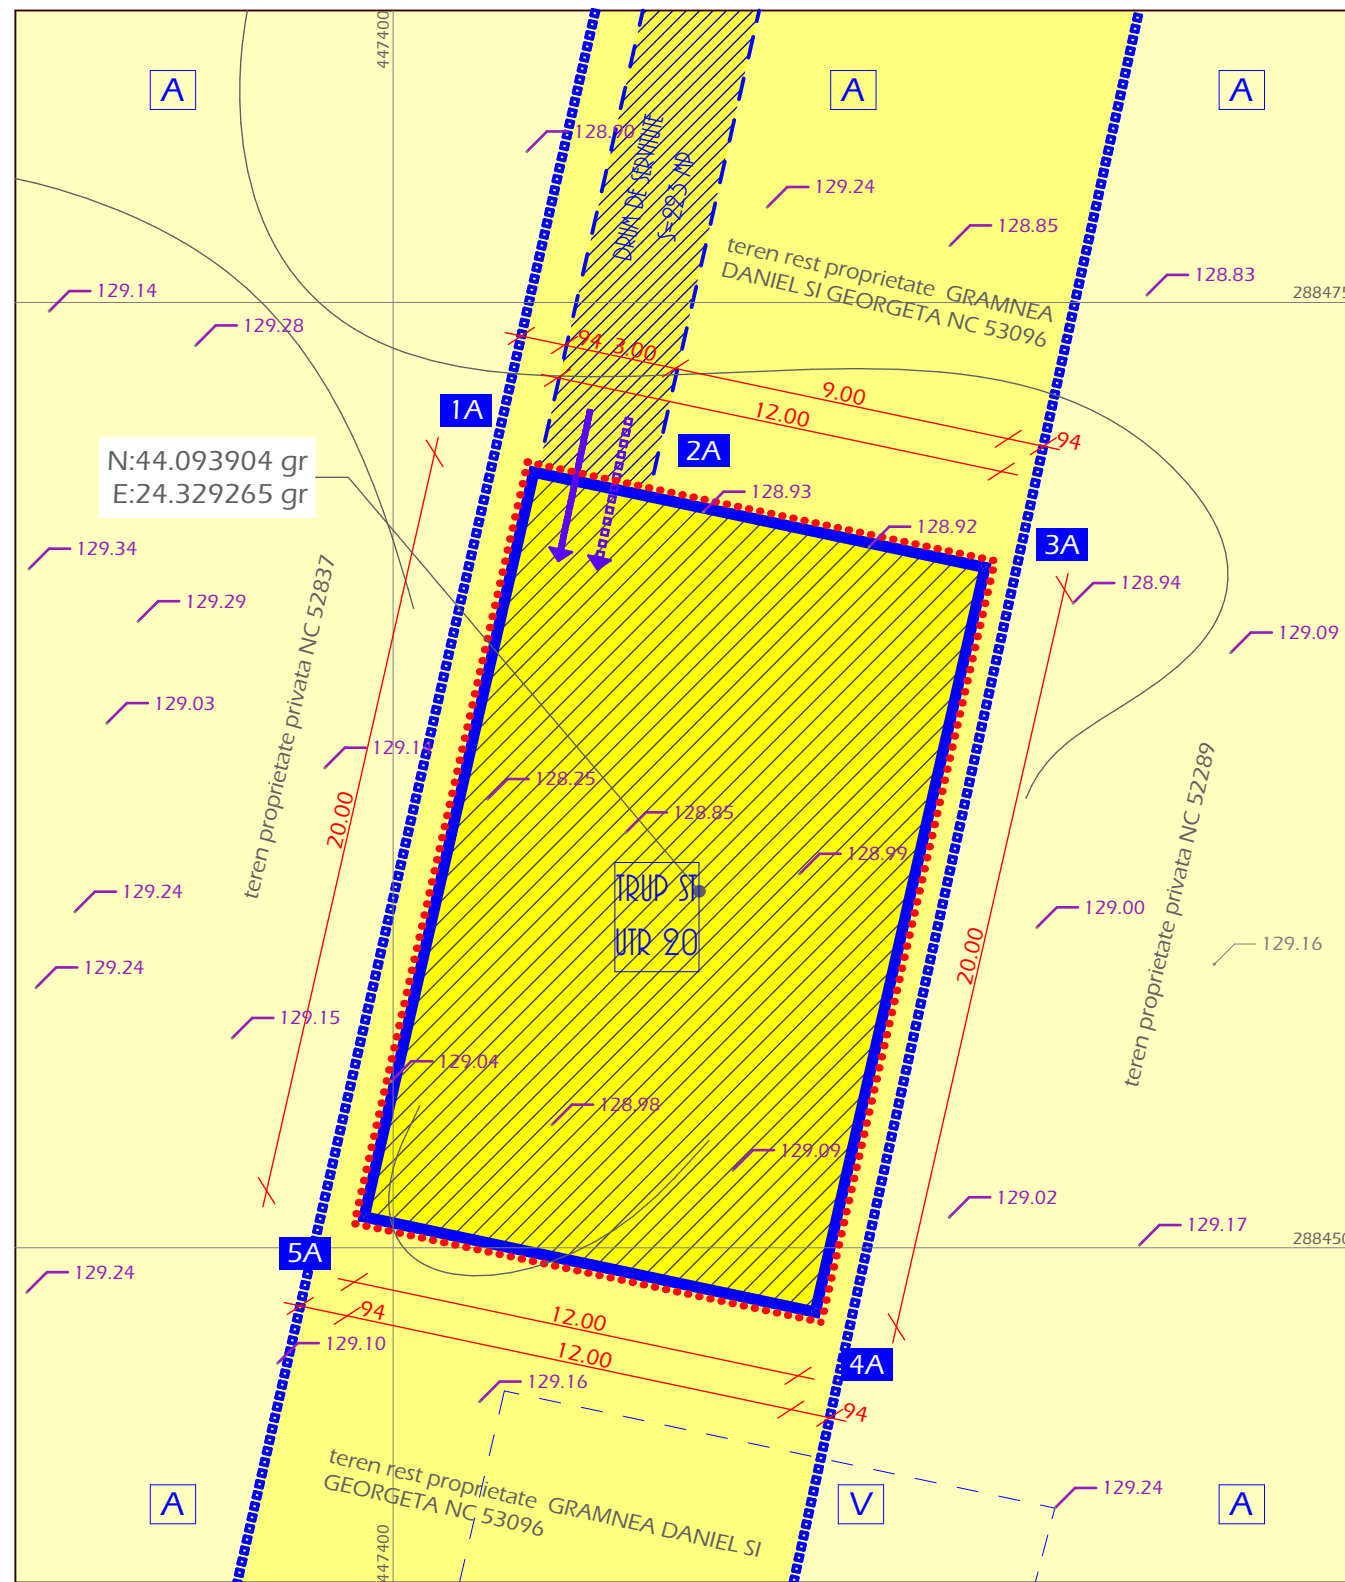 447400
A
A
A
128.90
DRUM DE SERVITUTE
S=223 MP
129.24
128.85
teren rest proprietate GRAMNEA
DANIEL SI GEORGETA NC 53096
128.83
288475
129.14
129.28
94
3.00
9.00
12.00
94
1A
2A
N:44.093904 gr
E:24.329265 gr
128.93
128.92
3A
129.34
128.94
129.29
129.09
teren proprietate privata NC 52837
129.03
128.25
128.85
20.00
128.99
teren proprietate privata NC 52289
TRUP ST
UTR 20
129.24
129.00
129.16
20.00
129.24
129.15
129.04
128.98
129.09
129.02
129.17
288450
5A
129.24
94
12.00
12.00
129.10
4A
129.16
94
teren rest proprietate GRAMNEA DANIEL SI
GEORGETA NC 53096
129.24
A
V
A
447400